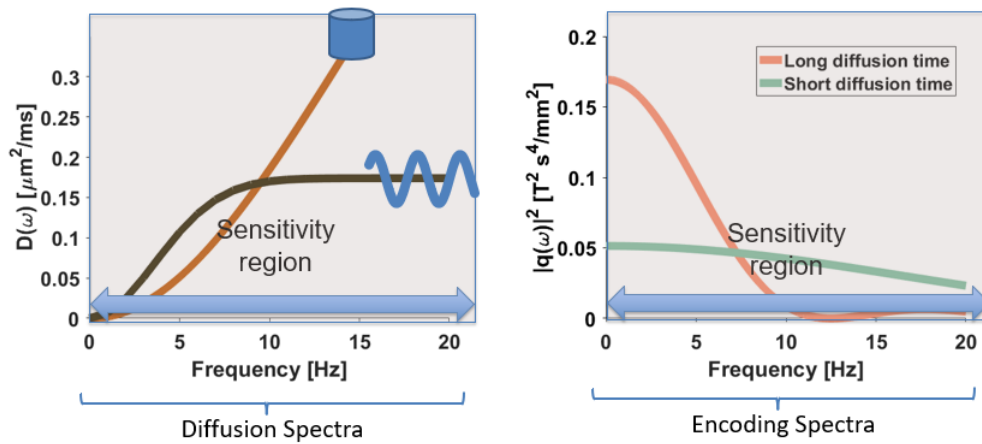 0.3
0.25
0.2
0.15
0.1
0.05
0
D(ω) [μm²/ms]
Sensitivity
region
0 5 10 15 20
Frequency [Hz]
Diffusion Spectra
0.2
0.15
0.1
0.05
0
|q(ω)|² [T² s⁴/mm²]
Long diffusion time
Short diffusion time
Sensitivity
region
0 5 10 15 20
Frequency [Hz]
Encoding Spectra